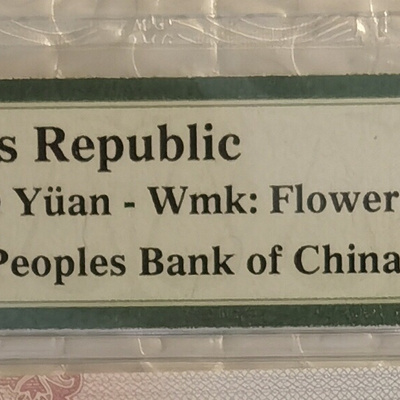 s Republic
Yüan - Wmk: Flower
Peoples Bank of China